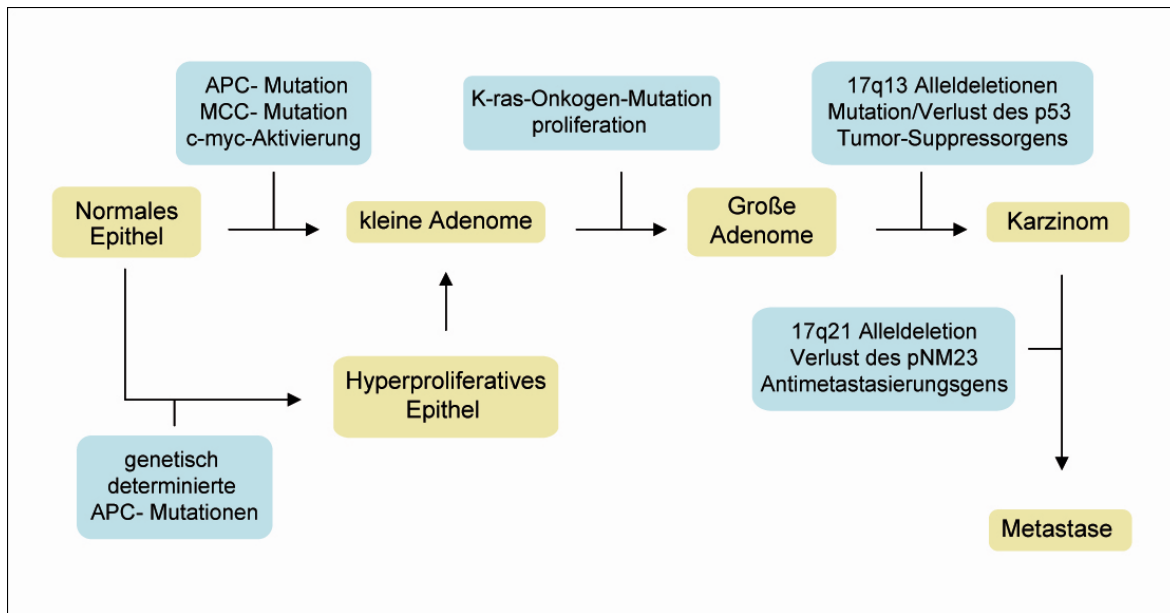 APC- Mutation
MCC- Mutation
c-myc-Aktivierung
K-ras-Onkogen-Mutation
proliferation
17q13 Alleldeletionen
Mutation/Verlust des p53
Tumor-Suppressorgens
Normales
Epithel
kleine Adenome
Große
Adenome
Karzinom
17q21 Alleldeletion
Verlust des pNM23
Antimetastasierungsgens
Hyperproliferatives
Epithel
genetisch
determinierte
APC- Mutationen
Metastase